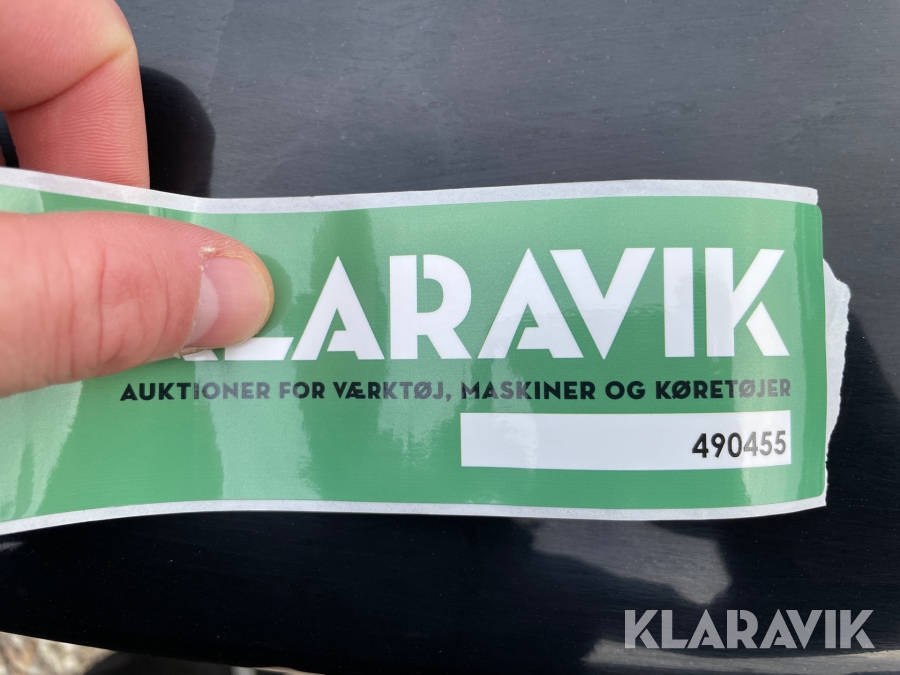 KLARAVIK
AUKTIONER FOR VÆRKTØJ, MASKINER OG KØRETØJER
490455
KLARAVIK